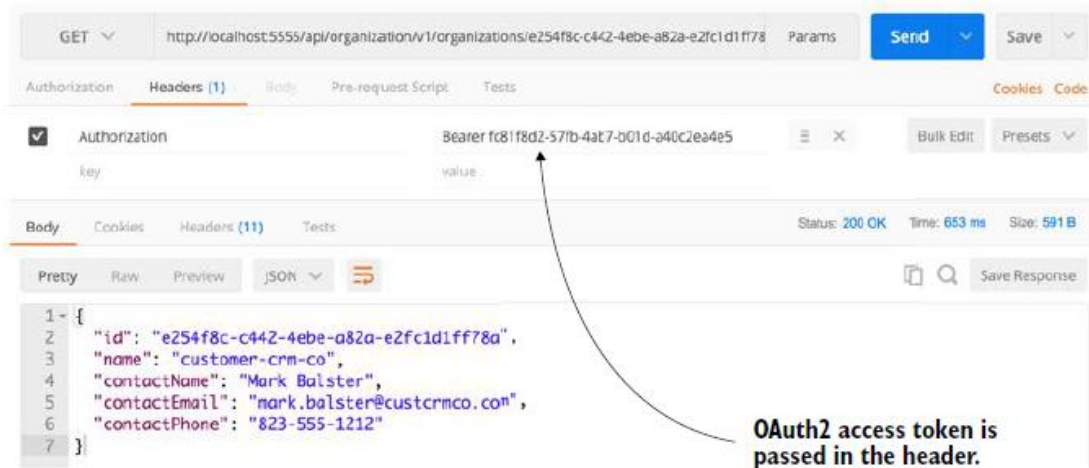 GET http://localhost:5555/api/organization/v1/organizations/e254f8c-c442-4ebe-a82a-e2fc1d1ff78 Params Send Save
Authorization Headers (1) Body Pre-request Script Tests Cookies Code
Authorization Bearer fc81f8d2-57fb-4ab7-b01d-a40c2ea4e5 Bulk Edit Presets
key value
Body Cookies Headers (11) Tests Status: 200 OK Time: 653 ms Size: 591 B
Pretty Raw Preview JSON Save Response
1 {
2 "id": "e254f8c-c442-4ebe-a82a-e2fc1d1ff78a",
3 "name": "customer-crm-co",
4 "contactName": "Mark Balster",
5 "contactEmail": "mark.balster@custcrmco.com",
6 "contactPhone": "823-555-1212"
7 }
OAuth2 access token is
passed in the header.